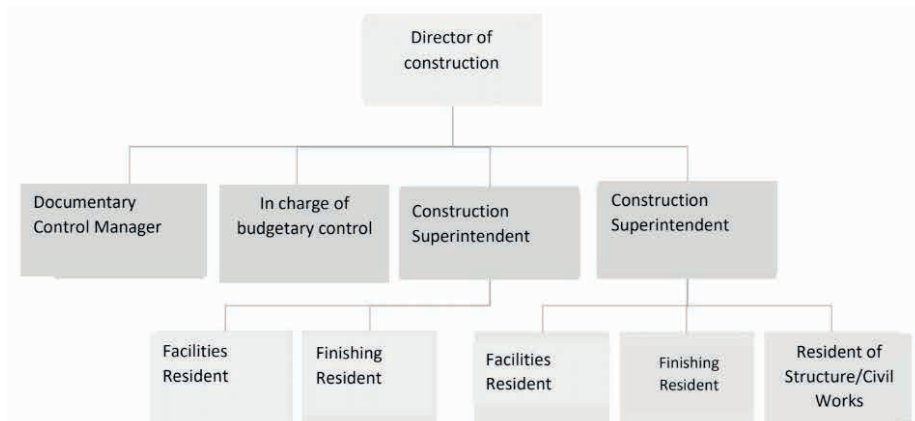 Director of
construction
Documentary
Control Manager
In charge of
budgetary control
Construction
Superintendent
Construction
Superintendent
Facilities
Resident
Finishing
Resident
Facilities
Resident
Finishing
Resident
Resident of
Structure/Civil
Works